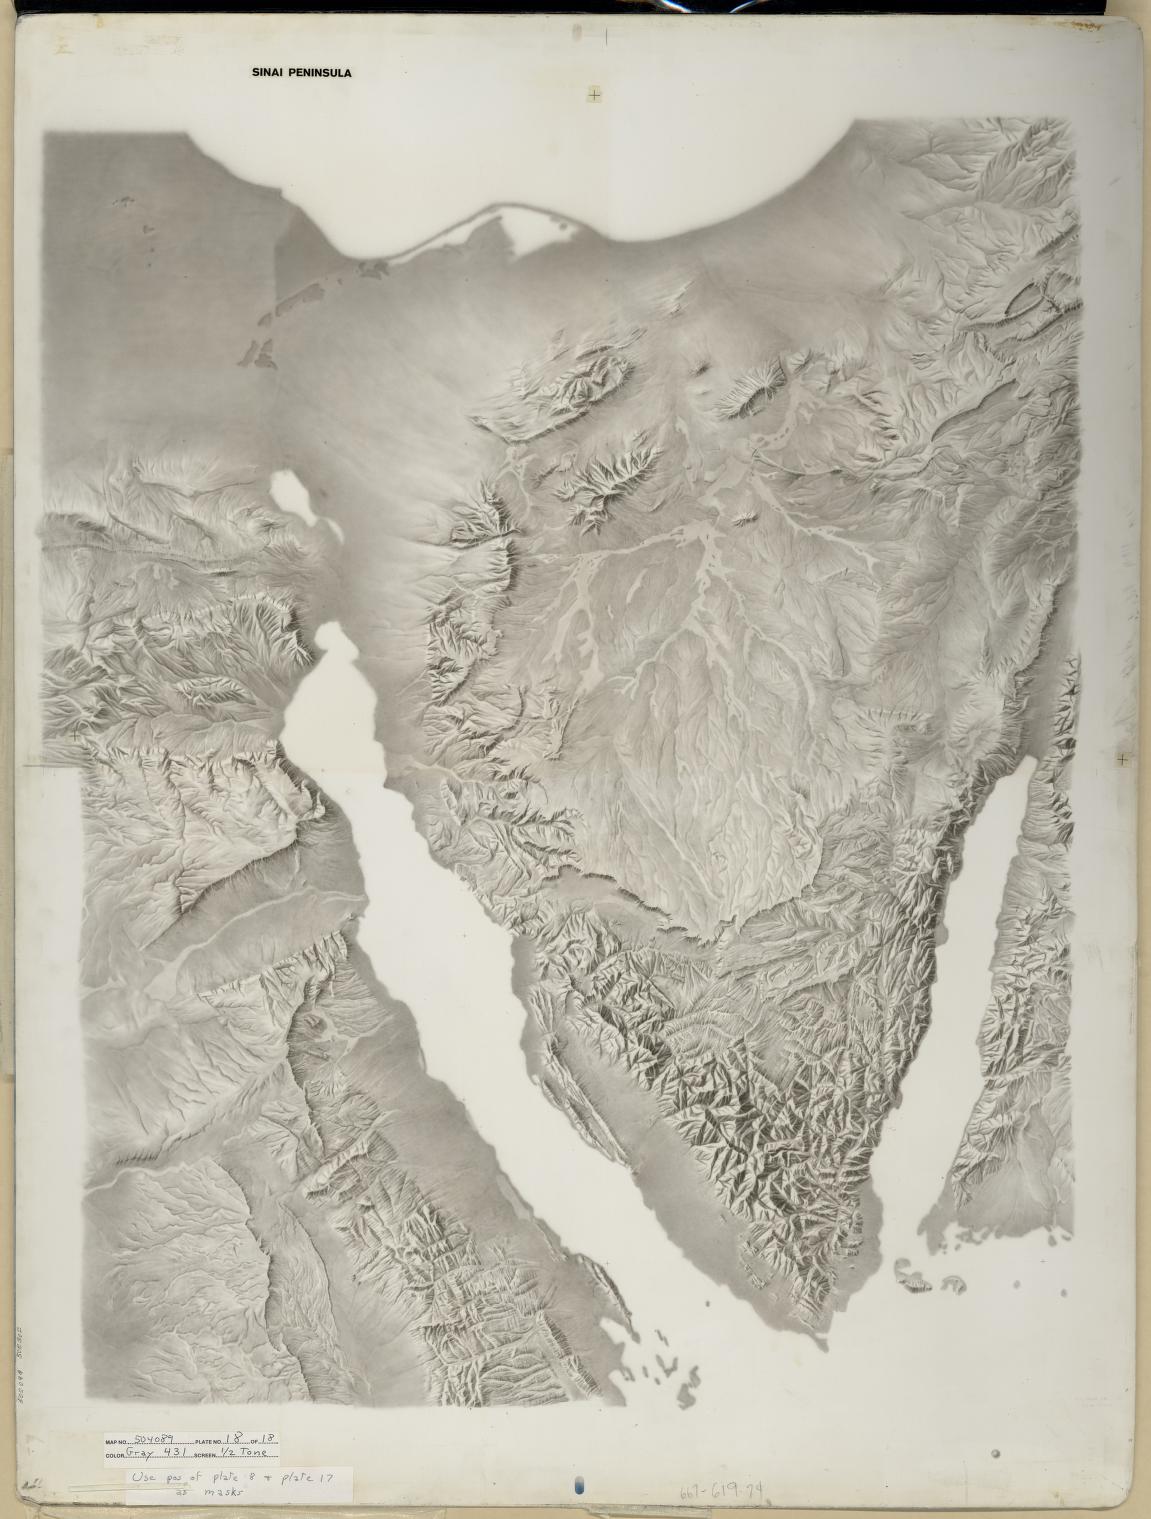 SINAI PENINSULA
MAP NO. 504089 PLATE NO. 18 OF 18
COLOR Gray 431 SCREEN 1/2 Tone
Use pos of plate 8 + plate 17
as masks
667-619-74